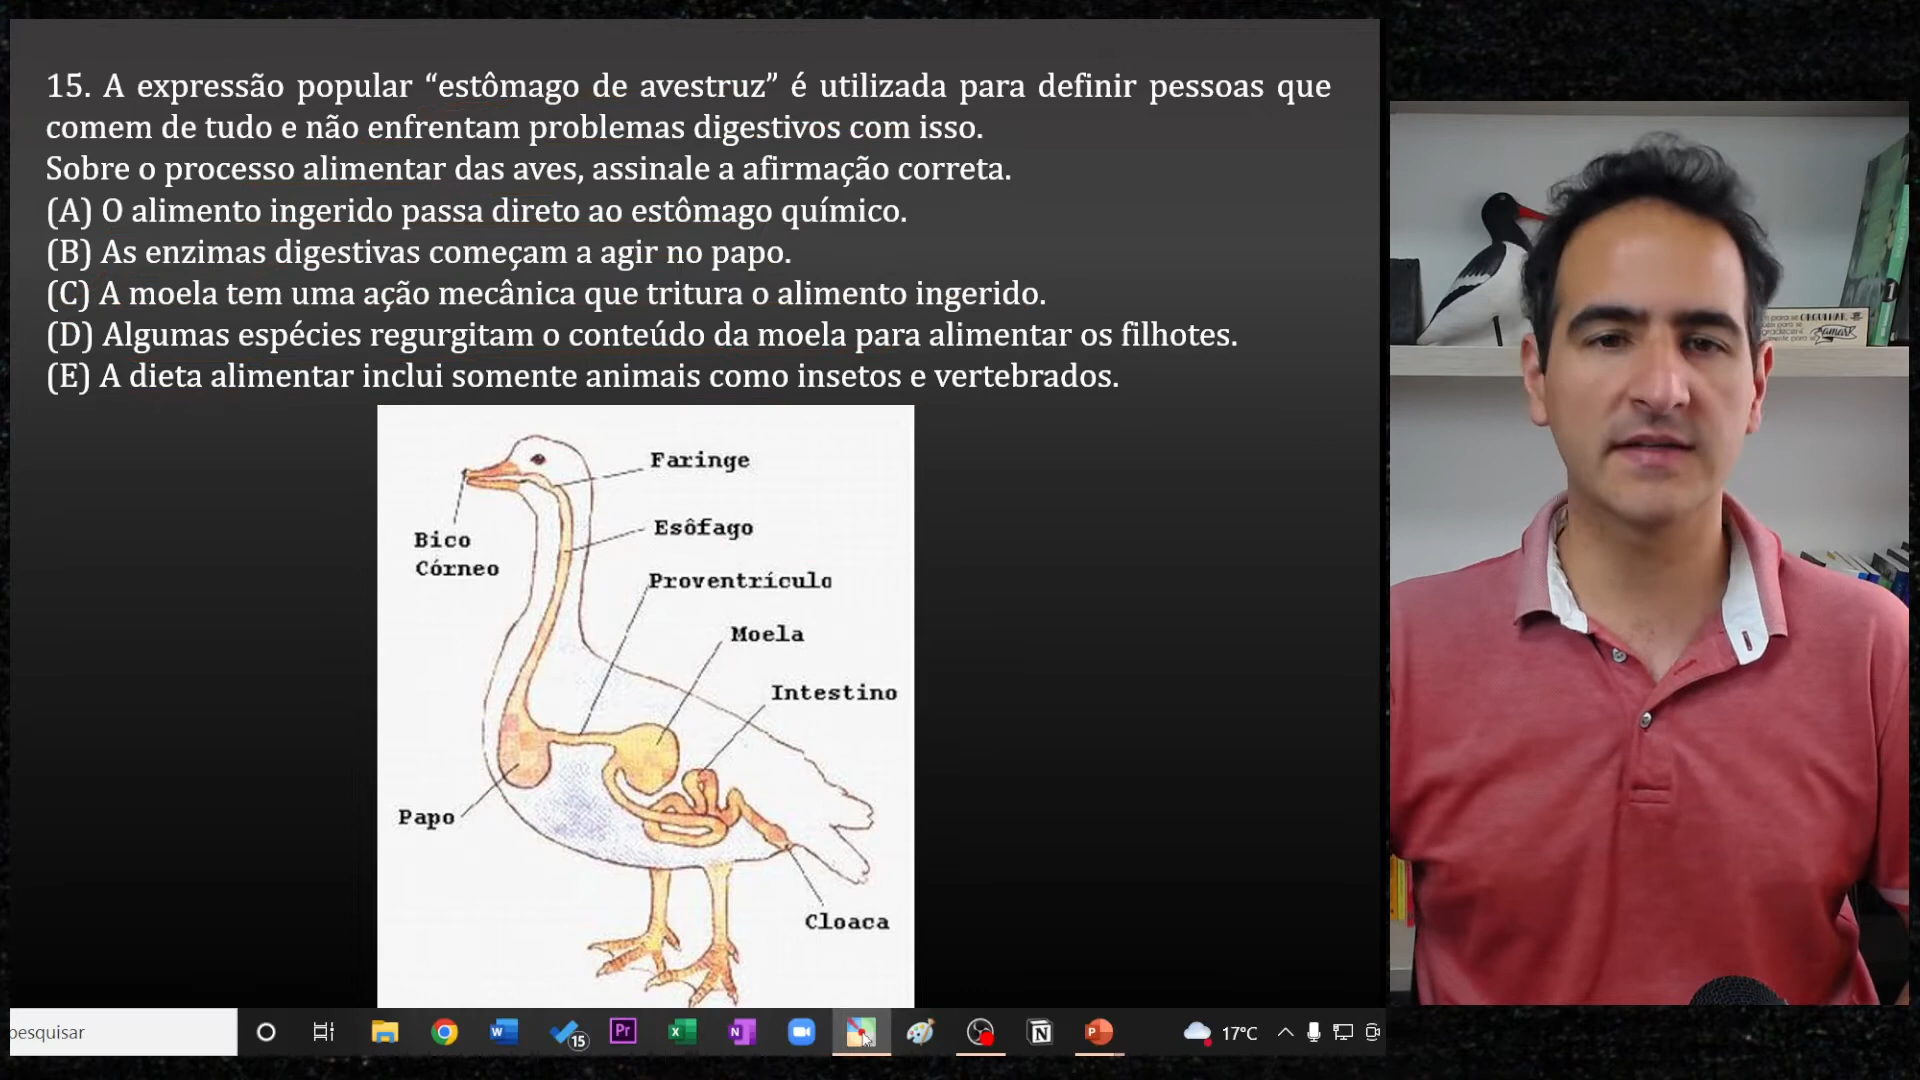 15. A expressão popular “estômago de avestruz” é utilizada para definir pessoas que
comem de tudo e não enfrentam problemas digestivos com isso.
Sobre o processo alimentar das aves, assinale a afirmação correta.
(A) O alimento ingerido passa direto ao estômago químico.
(B) As enzimas digestivas começam a agir no papo.
(C) A moela tem uma ação mecânica que tritura o alimento ingerido.
(D) Algumas espécies regurgitam o conteúdo da moela para alimentar os filhotes.
(E) A dieta alimentar inclui somente animais como insetos e vertebrados.
Faringe
Esôfago
Bico
Córneo
Proventrículo
Moela
Intestino
Papo
Cloaca
ORGULHAR
1
pesquisar
15
Pr
17°C